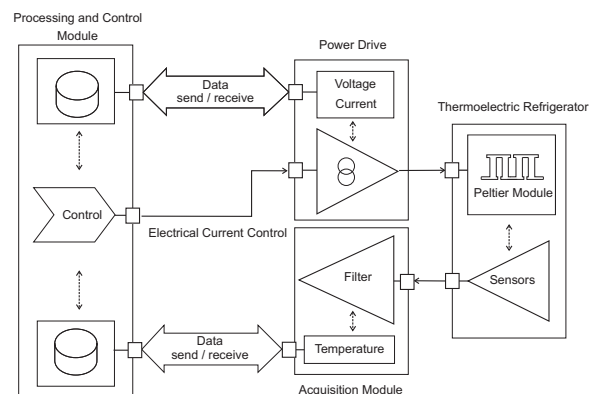 Processing and Control
Module
Power Drive
Data
send / receive
Voltage
Current
Thermoelectric Refrigerator
Peltier Module
Control
Electrical Current Control
Filter
Sensors
Data
send / receive
Temperature
Acquisition Module